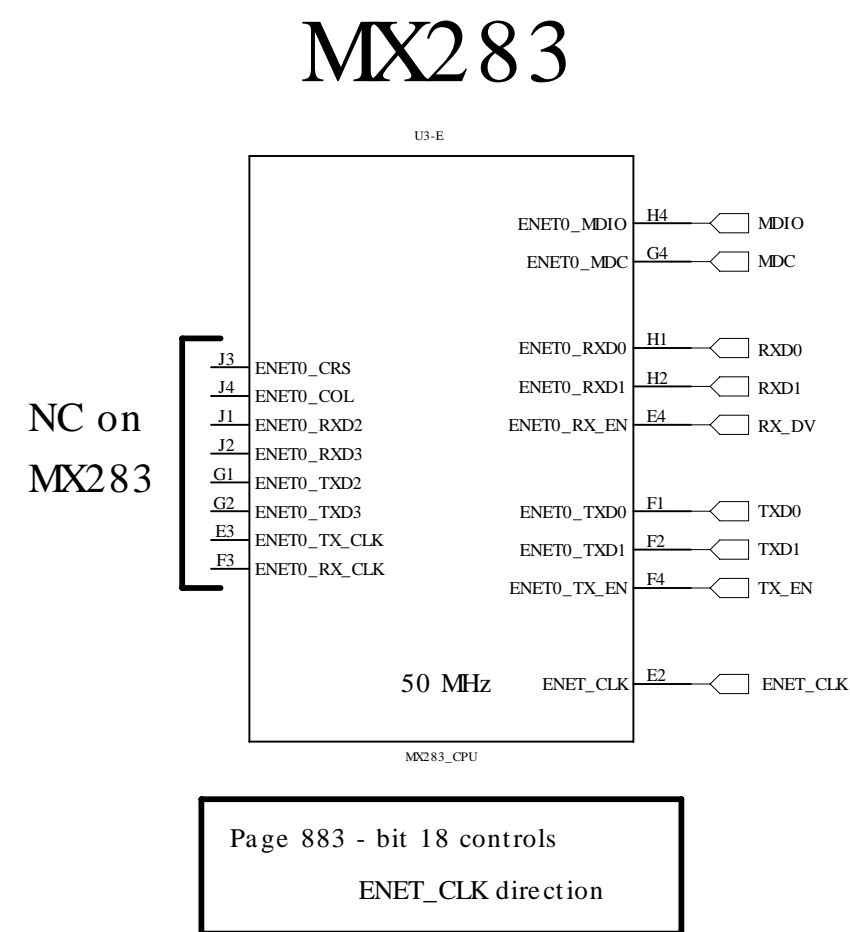 MX283
U3-E
ENET0_MDIO H4 MDIO
ENET0_MDC G4 MDC
ENET0_RXD0 H1 RXD0
ENET0_RXD1 H2 RXD1
ENET0_RX_EN E4 RX_DV
ENET0_TXD0 F1 TXD0
ENET0_TXD1 F2 TXD1
ENET0_TX_EN F4 TX_EN
50 MHz ENET_CLK E2 ENET_CLK
NC on
MX283
J3 ENET0_CRS
J4 ENET0_COL
J1 ENET0_RXD2
J2 ENET0_RXD3
G1 ENET0_TXD2
G2 ENET0_TXD3
E3 ENET0_TX_CLK
F3 ENET0_RX_CLK
MX283_CPU
Page 883 - bit 18 controls
ENET_CLK direction